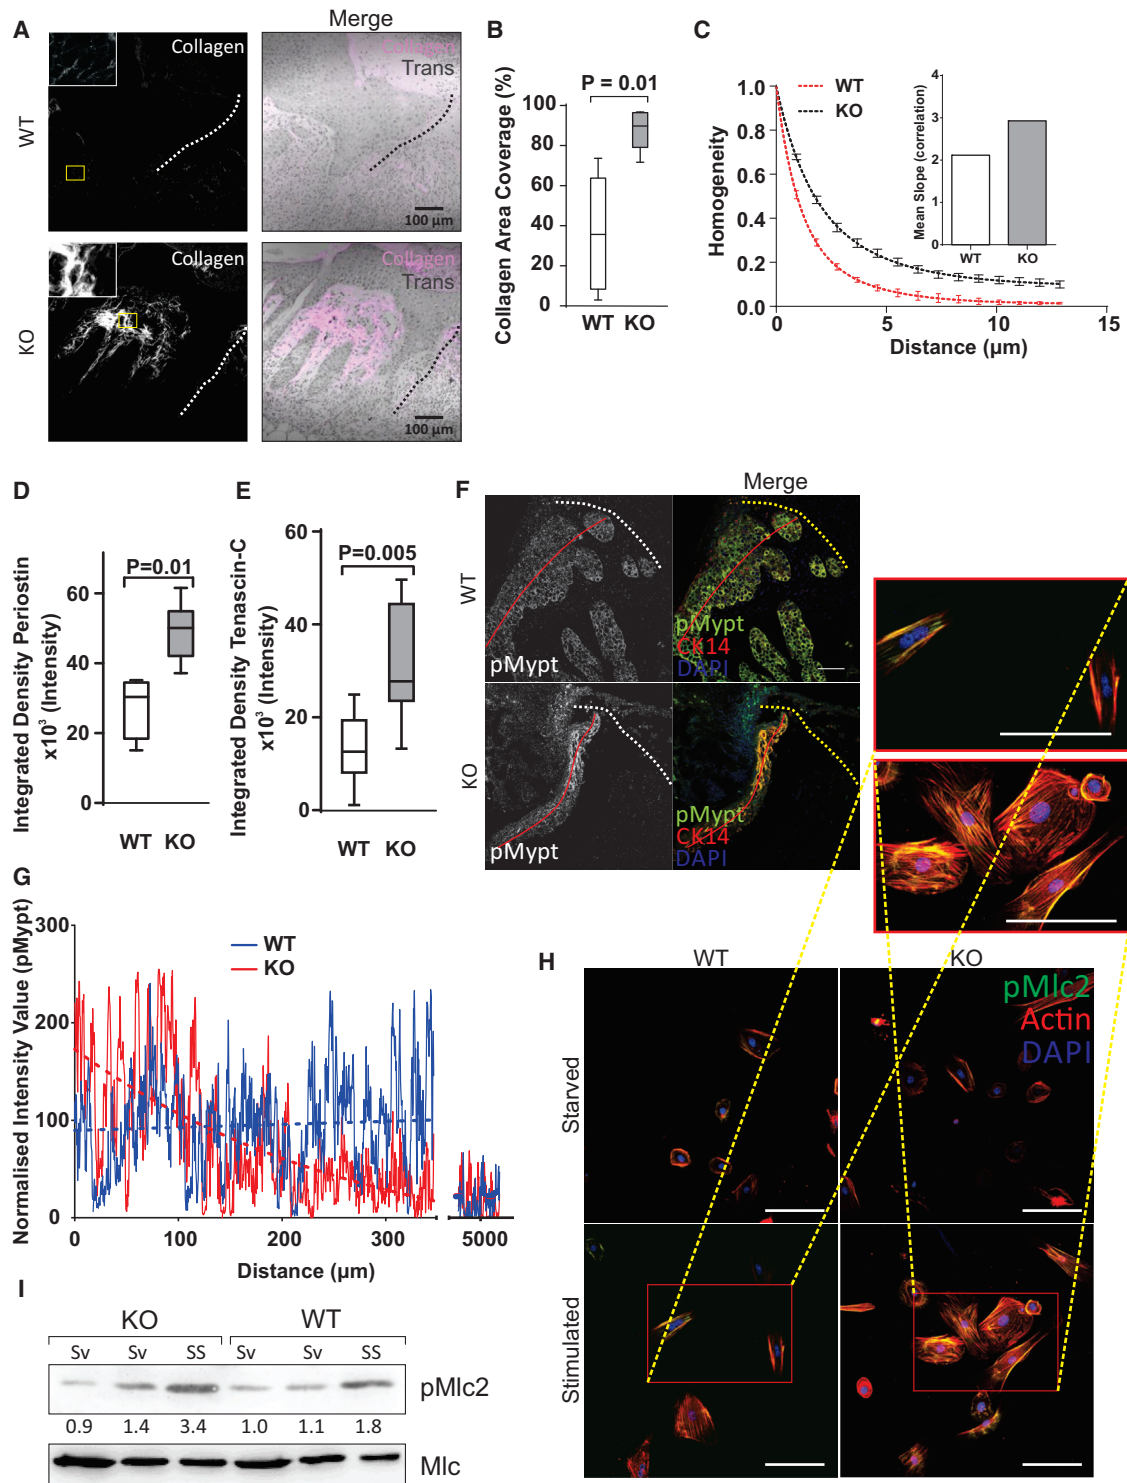 A
Merge
WT
Collagen
Collagen
Trans
100 µm
KO
Collagen
Collagen
Trans
100 µm
B
P = 0.01
Collagen Area Coverage (%)
100
80
60
40
20
0
WT KO
C
WT
KO
Homogeneity
1.0
0.8
0.6
0.4
0.2
0.0
0 5 10 15
Distance (µm)
Mean Slope (correlation)
4
3
2
1
0
WT KO
D
P=0.01
Integrated Density Periostin
x10³ (Intensity)
60
40
20
0
WT KO
E
P=0.005
Integrated Density Tenascin-C
x10³ (Intensity)
60
40
20
0
WT KO
F
Merge
WT
pMypt
pMypt
CK14
DAPI
KO
pMypt
pMypt
CK14
DAPI
G
Normalised Intensity Value (pMypt)
300
200
100
0
WT
KO
0 100 200 300 5000
Distance (µm)
H
WT KO
pMlc2
Actin
DAPI
Starved
Stimulated
I
KO WT
Sv Sv SS Sv Sv SS
pMlc2
0.9 1.4 3.4 1.0 1.1 1.8
Mlc